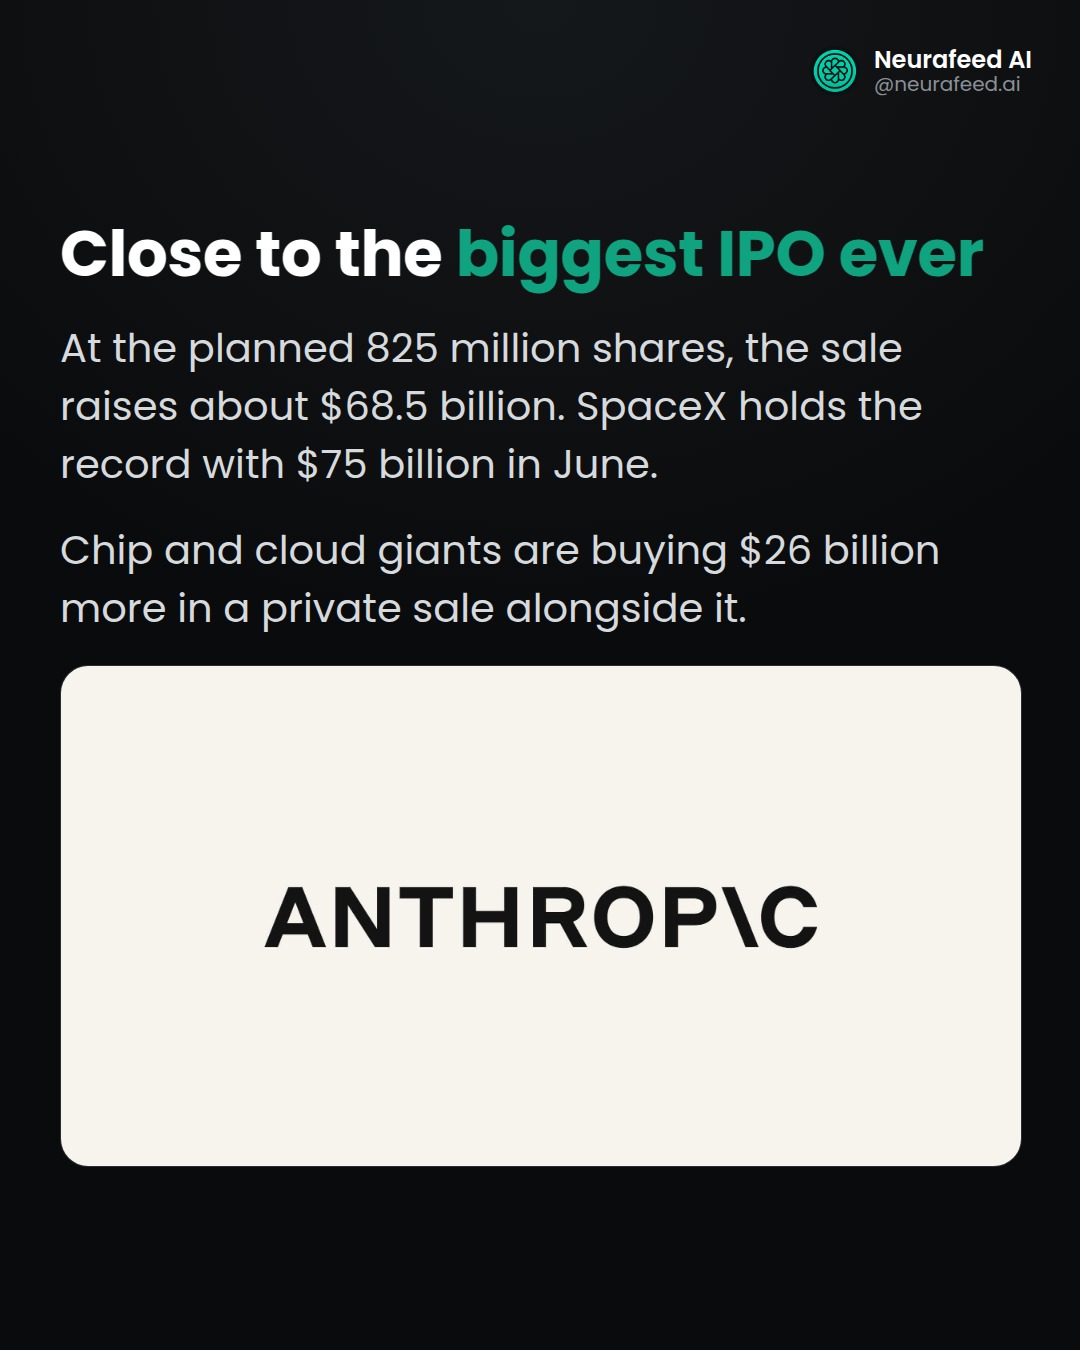 Neurafeed AI
@neurafeed.ai
Close to the biggest IPO ever
At the planned 825 million shares, the sale
raises about $68.5 billion. SpaceX holds the
record with $75 billion in June.
Chip and cloud giants are buying $26 billion
more in a private sale alongside it.
ANTHROP\C